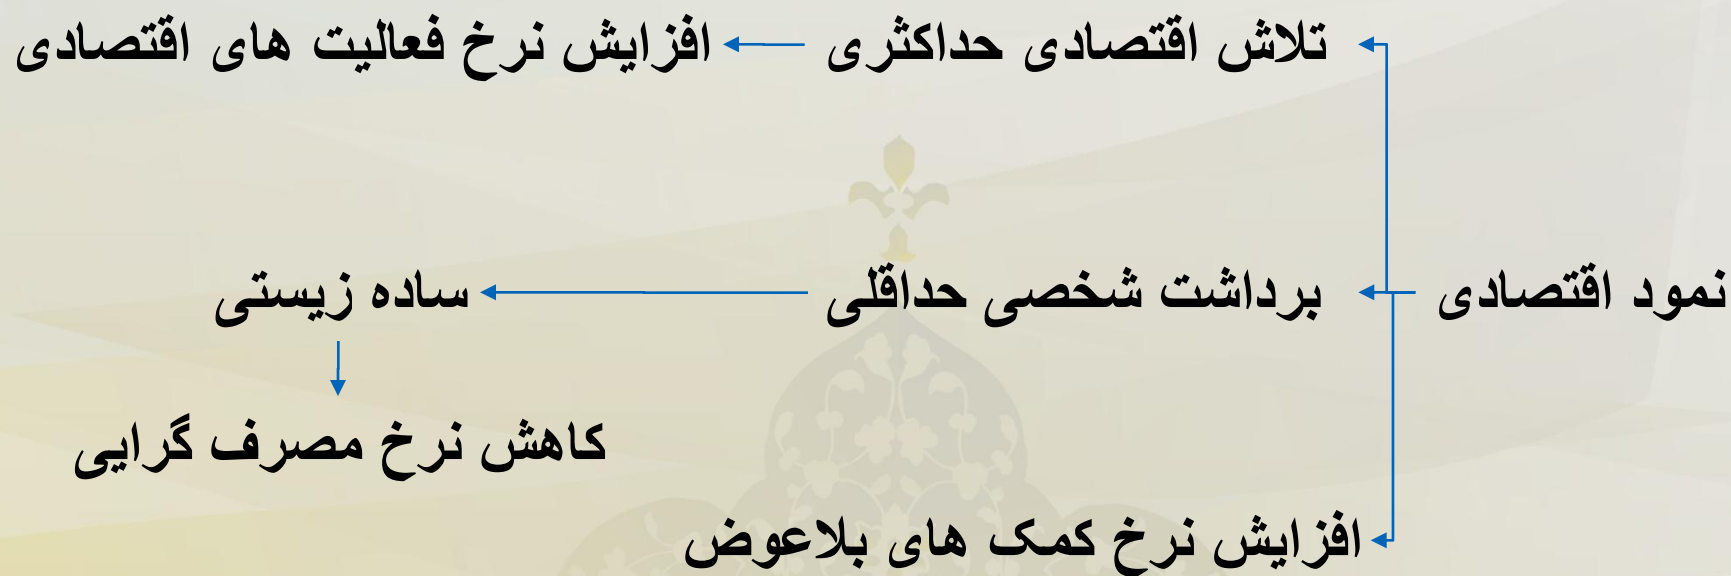 تلاش اقتصادی حداکثری افزایش نرخ فعالیت های اقتصادی
نمود اقتصادی برداشت شخصی حداقلی ساده زیستی
کاهش نرخ مصرف گرایی
افزایش نرخ کمک های بلاعوض